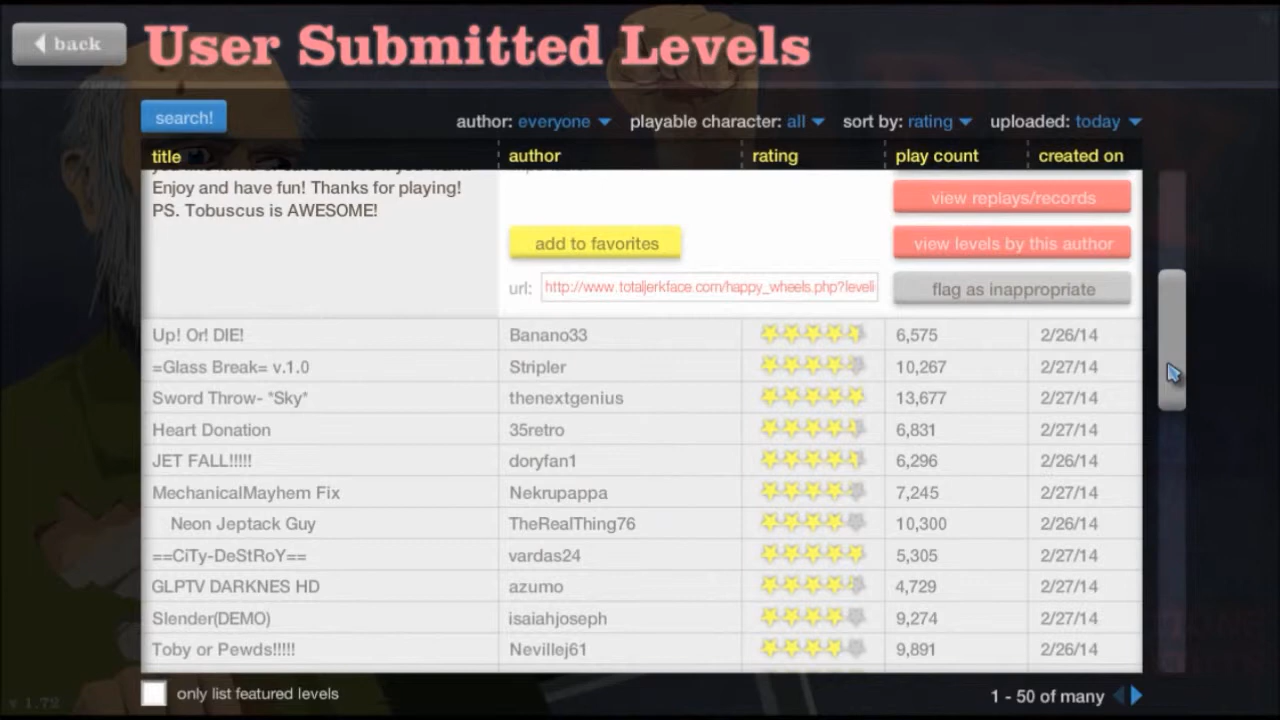 back
User Submitted Levels
search!
author: everyone
playable character: all
sort by: rating
uploaded: today
title
author
rating
play count
created on
Enjoy and have fun! Thanks for playing!
PS. Tobuscus is AWESOME!
add to favorites
url: http://www.totaljerkface.com/happy_wheels.php?leveli
view replays/records
view levels by this author
flag as inappropriate
Up! Or! DIE! Banano33 6,575 2/26/14
=Glass Break= v.1.0 Stripler 10,267 2/27/14
Sword Throw- *Sky* thenextgenius 13,677 2/27/14
Heart Donation 35retro 6,831 2/27/14
JET FALL!!!!! doryfan1 6,296 2/26/14
MechanicalMayhem Fix Nekrupappa 7,245 2/27/14
Neon Jeptack Guy TheRealThing76 10,300 2/26/14
==CiTy-DeStRoY== vardas24 5,305 2/27/14
GLPTV DARKNES HD azumo 4,729 2/27/14
Slender(DEMO) isaiahjoseph 9,274 2/27/14
Toby or Pewds!!!!! Nevillej61 9,891 2/27/14
only list featured levels
1 - 50 of many
v 1.72